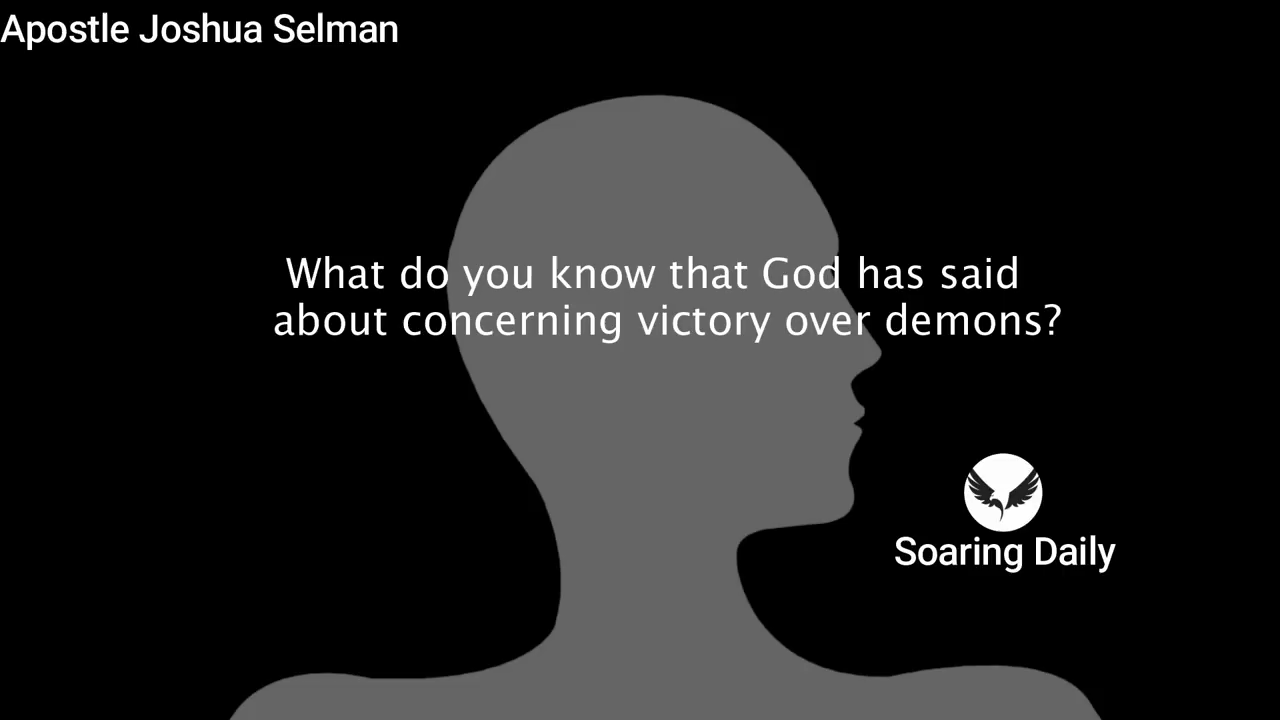 Apostle Joshua Selman
What do you know that God has said
about concerning victory over demons?
Soaring Daily